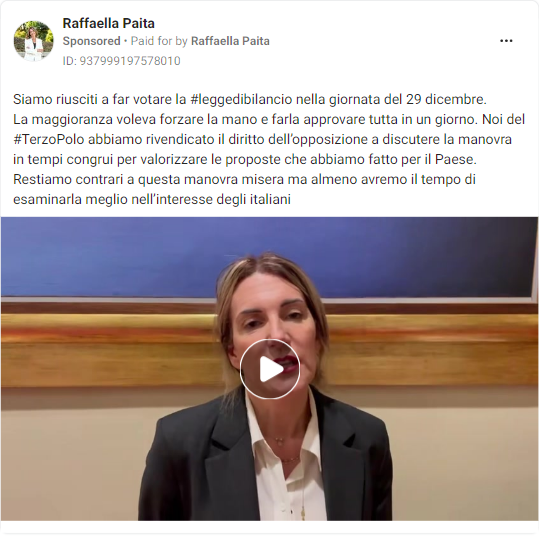 Raffaella Paita
Sponsored • Paid for by Raffaella Paita
ID: 937999197578010
Siamo riusciti a far votare la #leggedibilancio nella giornata del 29 dicembre.
La maggioranza voleva forzare la mano e farla approvare tutta in un giorno. Noi del
#TerzoPolo abbiamo rivendicato il diritto dell'opposizione a discutere la manovra
in tempi congrui per valorizzare le proposte che abbiamo fatto per il Paese.
Restiamo contrari a questa manovra misera ma almeno avremo il tempo di
esaminarla meglio nell'interesse degli italiani